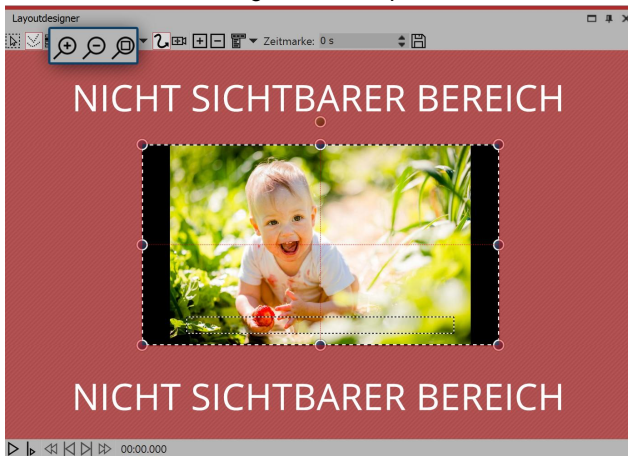 Layoutdesigner
Zeitmarke: 0 s
NICHT SICHTBARER BEREICH
NICHT SICHTBARER BEREICH
00:00.000